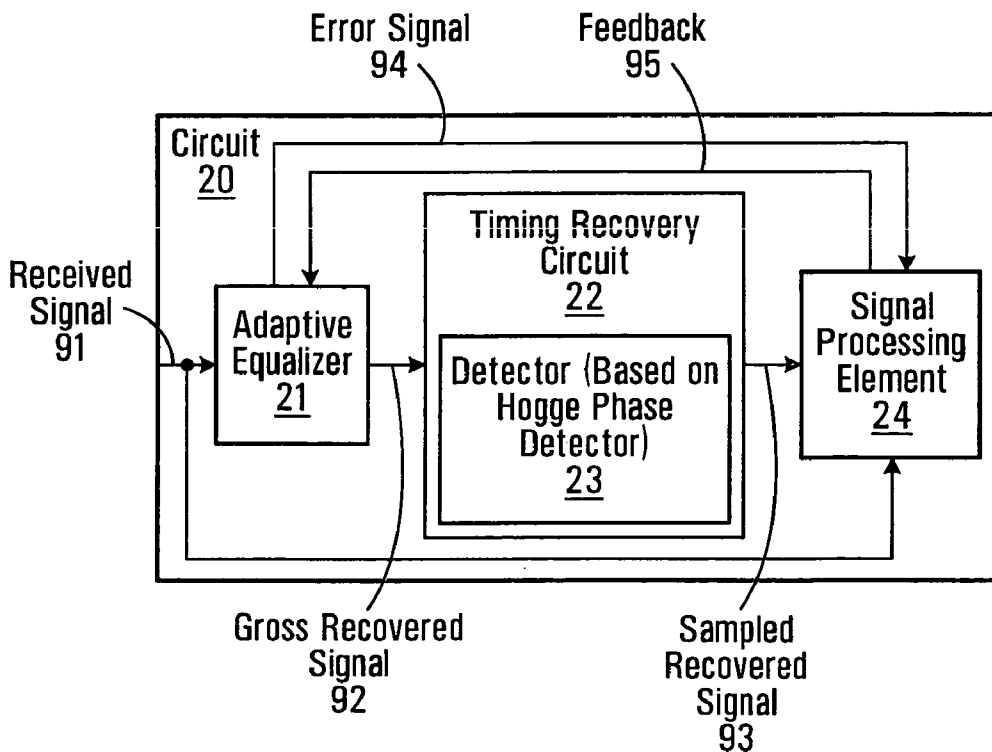 Error Signal
94
Feedback
95
Circuit
20
Received
Signal
91
Adaptive
Equalizer
21
Timing Recovery
Circuit
22
Detector (Based on
Hogge Phase
Detector)
23
Signal
Processing
Element
24
Gross Recovered
Signal
92
Sampled
Recovered
Signal
93